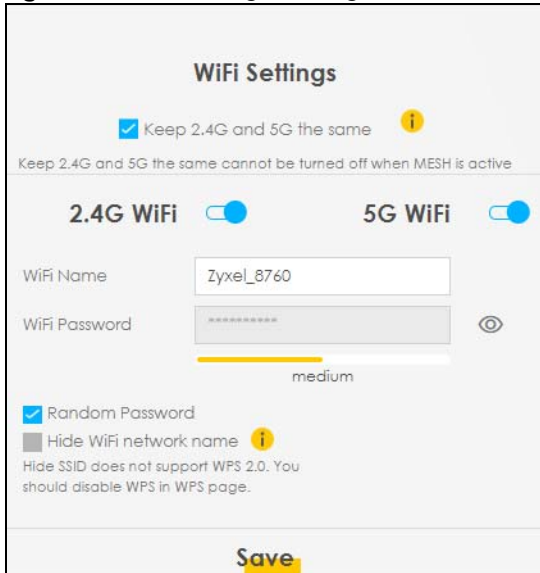 WiFi Settings
Keep 2.4G and 5G the same i
Keep 2.4G and 5G the same cannot be turned off when MESH is active
2.4G WiFi 5G WiFi
WiFi Name Zyxel_8760
WiFi Password **********
medium
Random Password
Hide WiFi network name i
Hide SSID does not support WPS 2.0. You
should disable WPS in WPS page.
Save